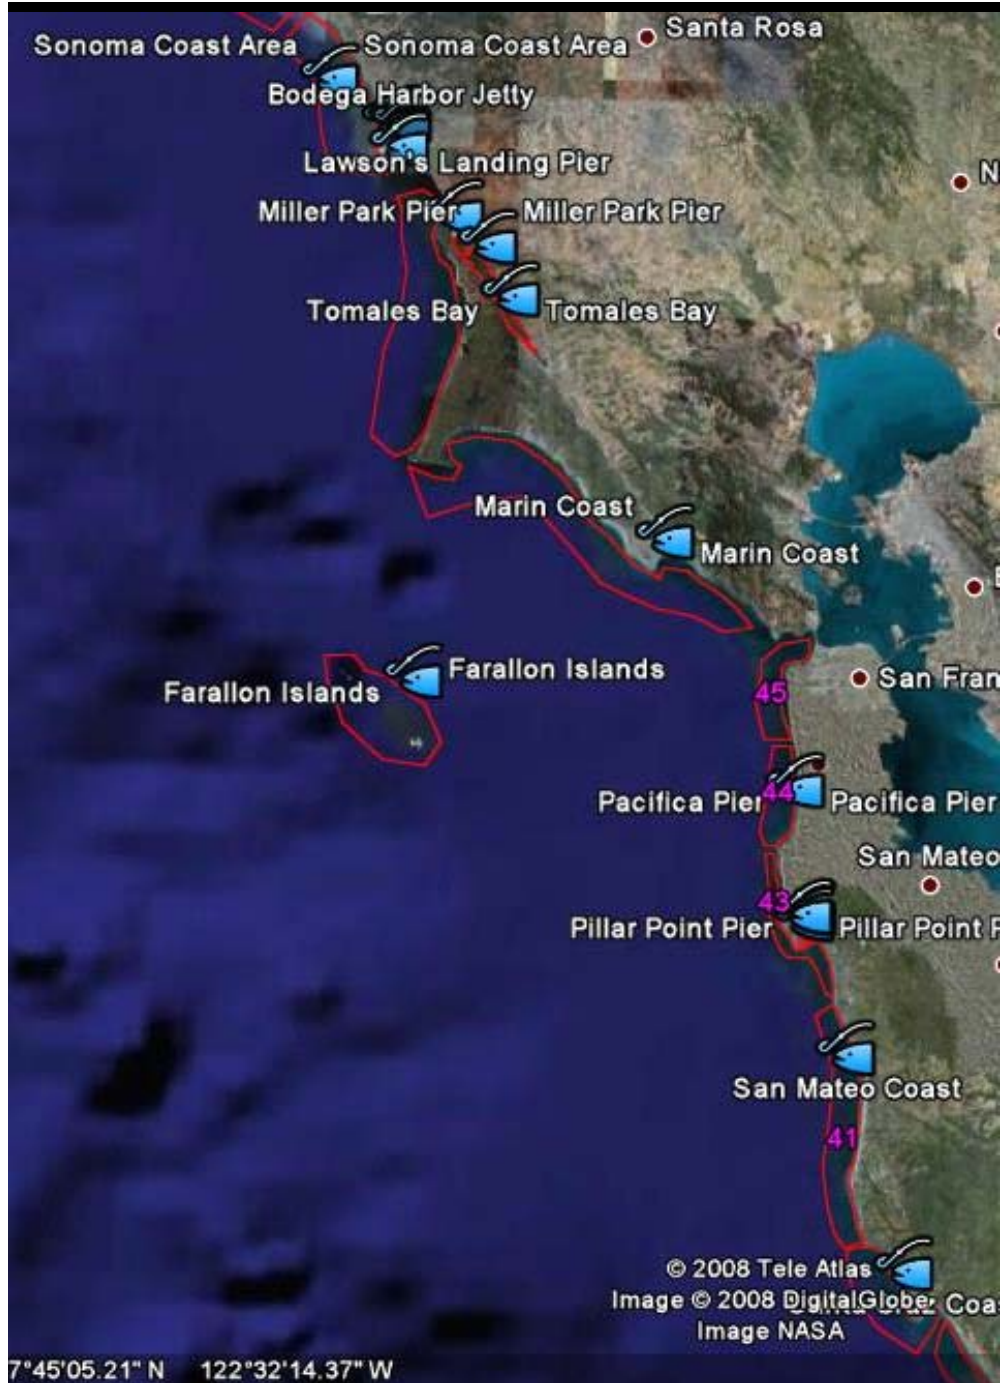 Santa Rosa
Sonoma Coast Area Sonoma Coast Area
Bodega Harbor Jetty
Lawson's Landing Pier
N
Miller Park Pier Miller Park Pier
Tomales Bay Tomales Bay
Marin Coast
Marin Coast
Farallon Islands
Farallon Islands
San Fran
45
44
Pacifica Pier Pacifica Pier
San Mateo
43
Pillar Point Pier Pillar Point P
San Mateo Coast
41
© 2008 Tele Atlas
Image © 2008 DigitalGlobe Coa
Image NASA
7°45'05.21" N 122°32'14.37" W